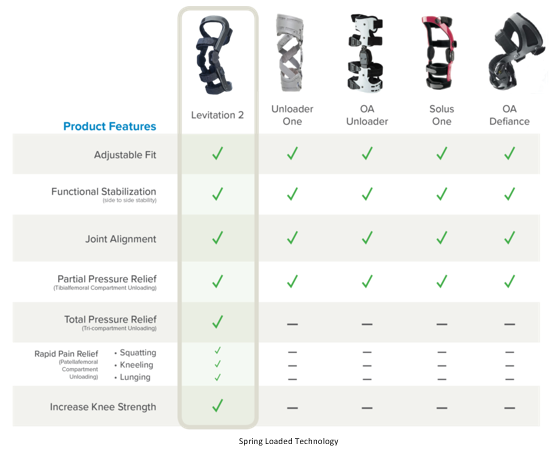 Levitation 2
Unloader
One
OA
Unloader
Solus
One
OA
Defiance
Product Features
Adjustable Fit
Functional Stabilization
(side to side stability)
Joint Alignment
Partial Pressure Relief
(Tibialfemoral Compartment Unloading)
Total Pressure Relief
(Tri-compartment Unloading)
Rapid Pain Relief
(Patellafemoral
Compartment
Unloading)
• Squatting
• Kneeling
• Lunging
Increase Knee Strength
Spring Loaded Technology